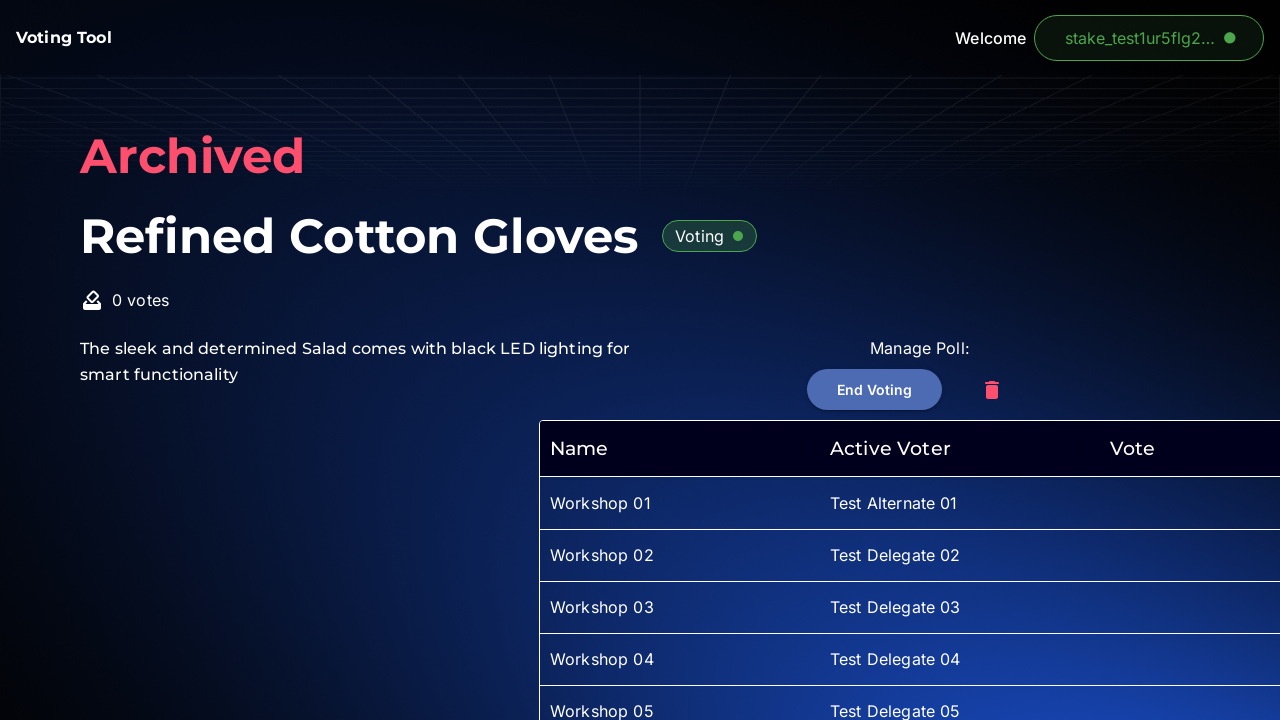 Voting Tool
Welcome
stake_test1ur5flg2...
Archived
Refined Cotton Gloves
Voting
0 votes
The sleek and determined Salad comes with black LED lighting for
smart functionality
Manage Poll:
End Voting
Name Active Voter Vote
Workshop 01 Test Alternate 01
Workshop 02 Test Delegate 02
Workshop 03 Test Delegate 03
Workshop 04 Test Delegate 04
Workshop 05 Test Delegate 05